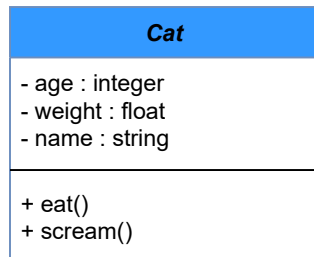 Cat
- age : integer
- weight : float
- name : string
+ eat()
+ scream()